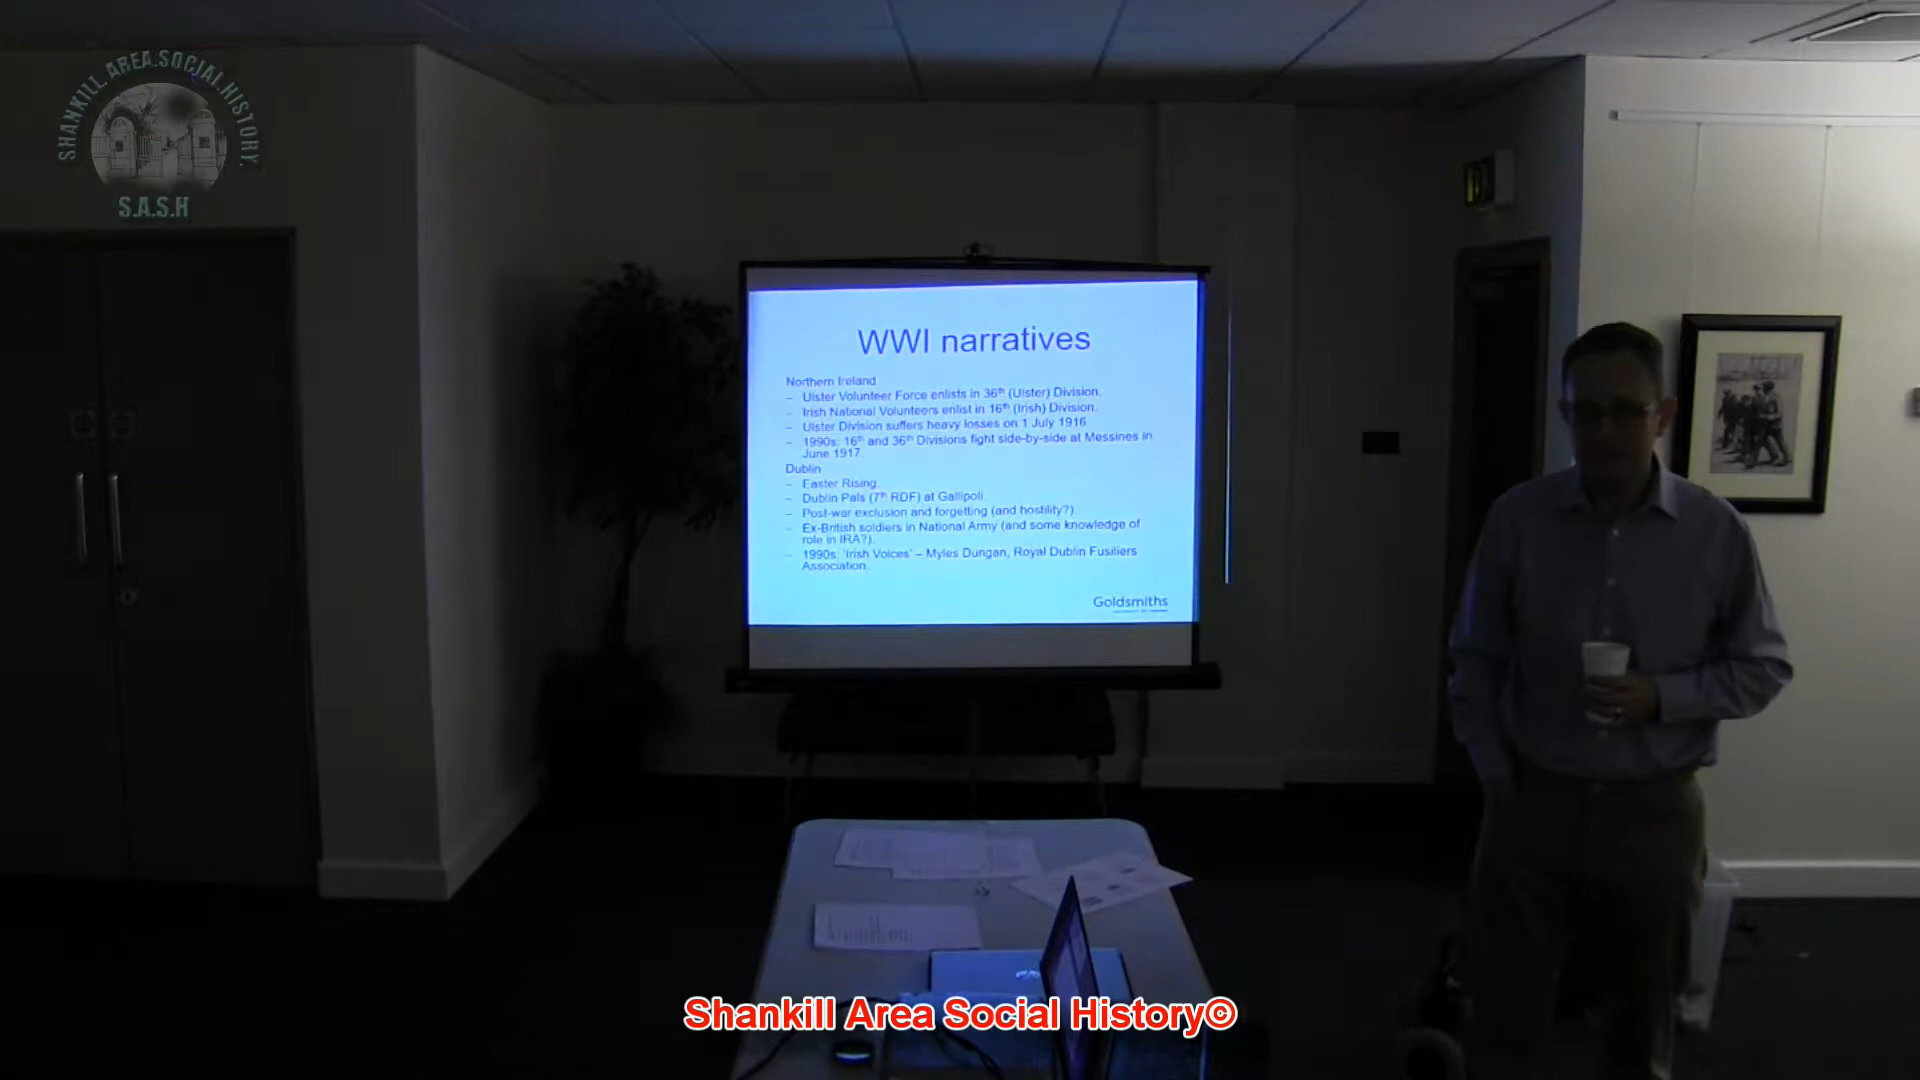 SHANKILL.AREA.SOCIAL.HISTORY.
S.A.S.H
WWI narratives
Northern Ireland
– Ulster Volunteer Force enlists in 36th (Ulster) Division.
– Irish National Volunteers enlist in 16th (Irish) Division.
– Ulster Division suffers heavy losses on 1 July 1916.
– 1990s: 16th and 36th Divisions fight side-by-side at Messines in
June 1917.
Dublin
– Easter Rising.
– Dublin Pals (7th RDF) at Gallipoli.
– Post-war exclusion and forgetting (and hostility?).
– Ex-British soldiers in National Army (and some knowledge of
role in IRA?).
– 1990s: 'Irish Voices' – Myles Dungan, Royal Dublin Fusiliers
Association.
Goldsmiths
Shankill Area Social History©